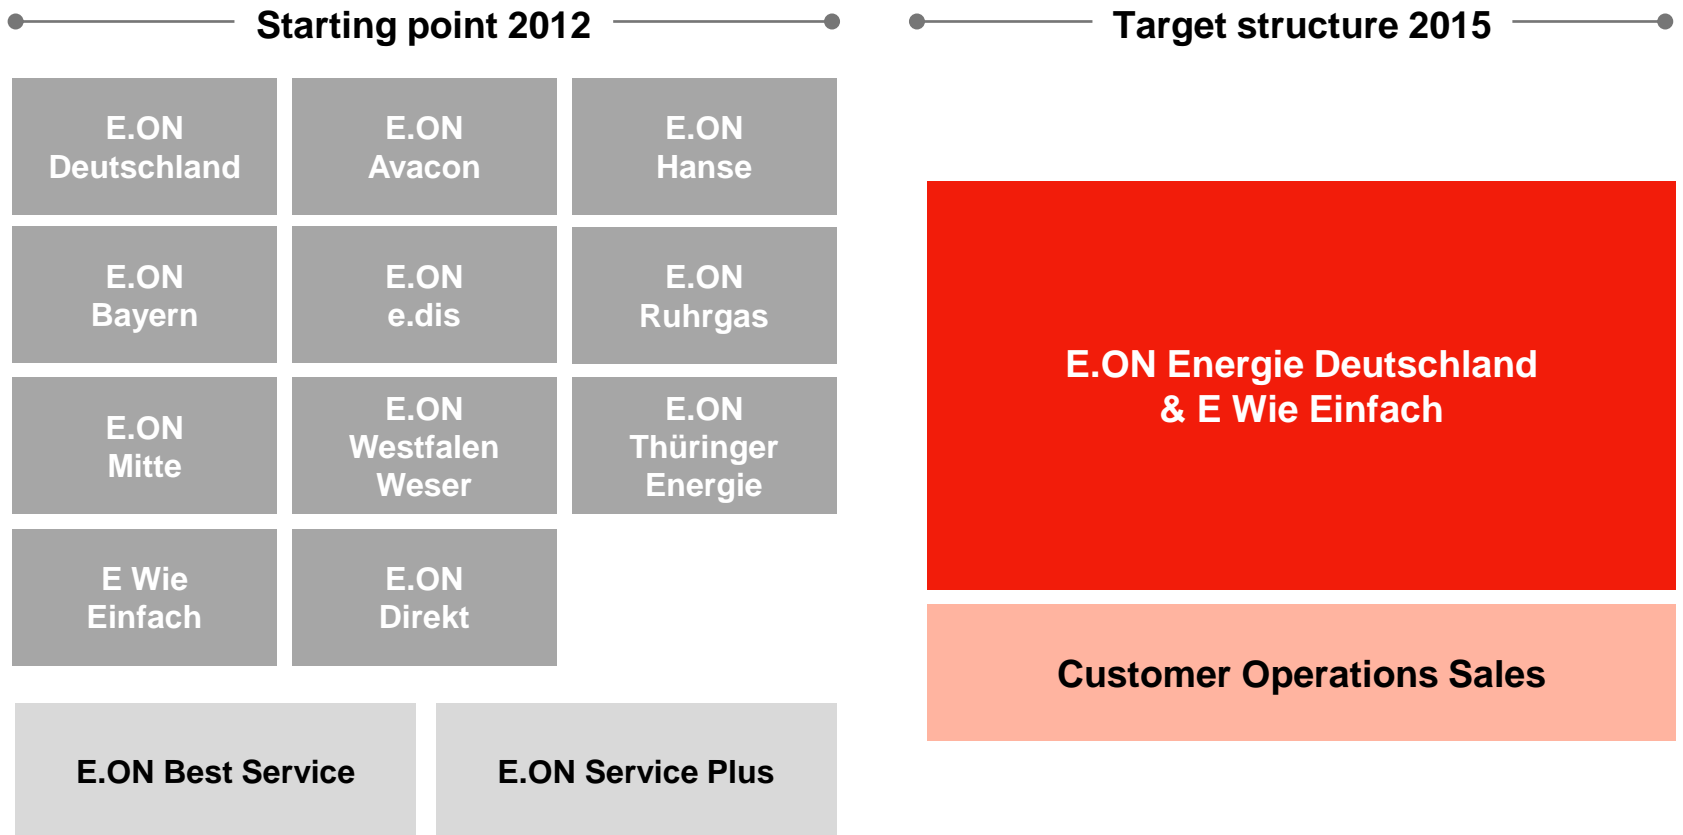 Starting point 2012
Target structure 2015
E.ON
Deutschland
E.ON
Avacon
E.ON
Hanse
E.ON
Bayern
E.ON
e.dis
E.ON
Ruhrgas
E.ON
Mitte
E.ON
Westfalen
Weser
E.ON
Thüringer
Energie
E Wie
Einfach
E.ON
Direkt
E.ON Best Service
E.ON Service Plus
E.ON Energie Deutschland
& E Wie Einfach
Customer Operations Sales